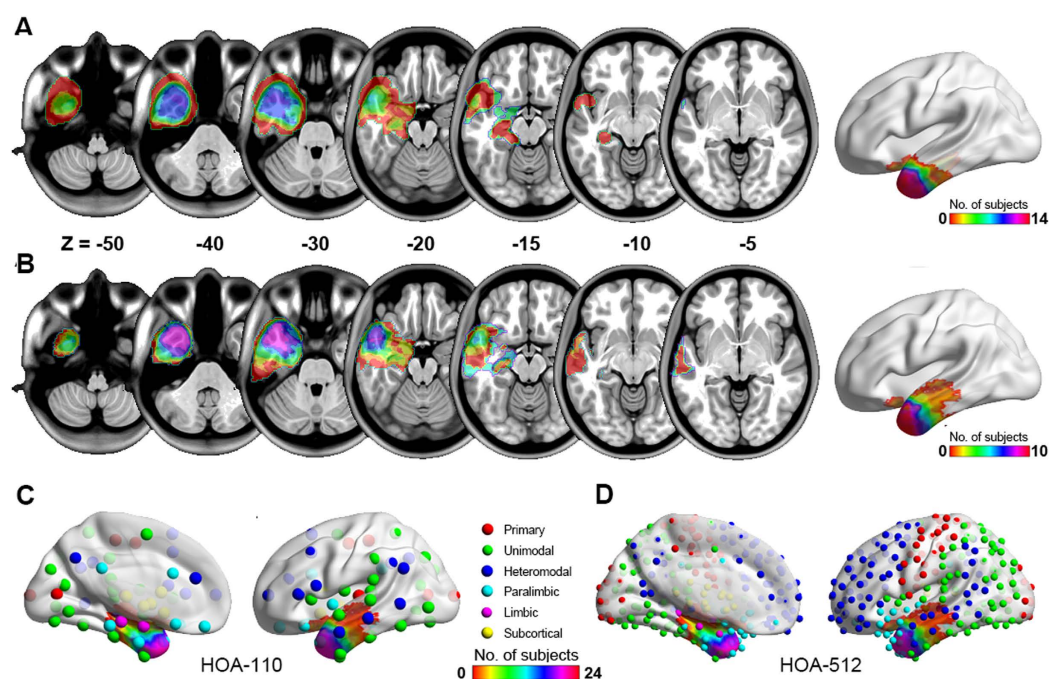 A
No. of subjects
0 14
Z = -50 -40 -30 -20 -15 -10 -5
B
No. of subjects
0 10
C
D
Primary
Unimodal
Heteromodal
Paralimbic
Limbic
Subcortical
HOA-110
No. of subjects
0 24
HOA-512